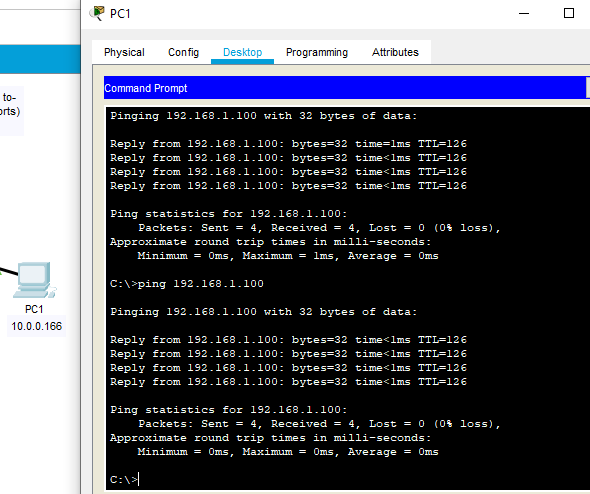 PC1
Physical Config Desktop Programming Attributes
to-
orts)
Command Prompt
Pinging 192.168.1.100 with 32 bytes of data:
Reply from 192.168.1.100: bytes=32 time=1ms TTL=126
Reply from 192.168.1.100: bytes=32 time<1ms TTL=126
Reply from 192.168.1.100: bytes=32 time<1ms TTL=126
Reply from 192.168.1.100: bytes=32 time<1ms TTL=126
Ping statistics for 192.168.1.100:
Packets: Sent = 4, Received = 4, Lost = 0 (0% loss),
Approximate round trip times in milli-seconds:
Minimum = 0ms, Maximum = 1ms, Average = 0ms
C:\>ping 192.168.1.100
Pinging 192.168.1.100 with 32 bytes of data:
Reply from 192.168.1.100: bytes=32 time<1ms TTL=126
Reply from 192.168.1.100: bytes=32 time<1ms TTL=126
Reply from 192.168.1.100: bytes=32 time<1ms TTL=126
Reply from 192.168.1.100: bytes=32 time<1ms TTL=126
Ping statistics for 192.168.1.100:
Packets: Sent = 4, Received = 4, Lost = 0 (0% loss),
Approximate round trip times in milli-seconds:
Minimum = 0ms, Maximum = 0ms, Average = 0ms
C:\>
PC1
10.0.0.166